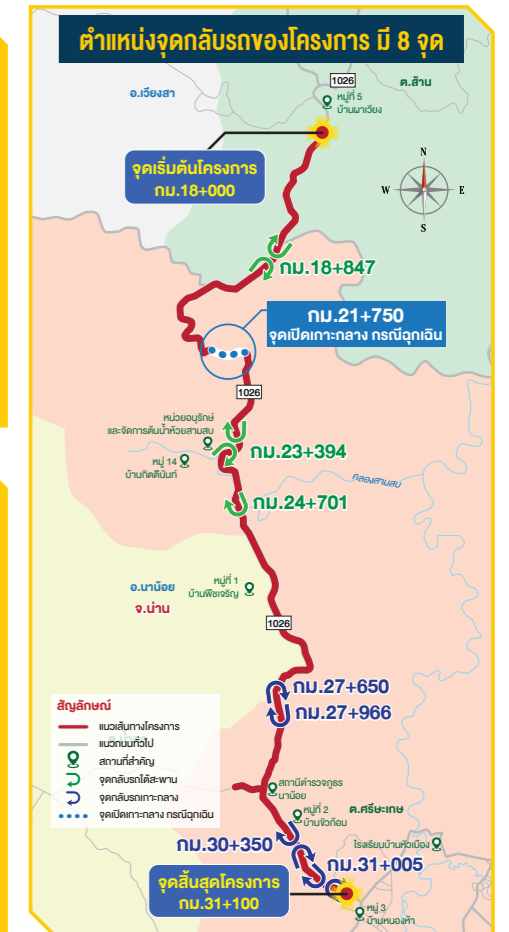 ตำแหน่งจุดกลับรถของโครงการ มี 8 จุด
1026
ต.ส้าน
อ.เวียงสา
หมู่ที่ 5
บ้านผาเวียง
จุดเริ่มต้นโครงการ
กม.18+000
N
W
E
S
กม.18+847
กม.21+750
จุดเปิดเกาะกลาง กรณีฉุกเฉิน
1026
หน่วยอนุรักษ์
และจัดการต้นน้ำห้วยสามสบ
กม.23+394
หมู่ 14
บ้านกิตตินันท์
คลองสามสบ
กม.24+701
อ.นาน้อย
จ.น่าน
หมู่ที่ 1
บ้านพืชเจริญ
1026
กม.27+650
กม.27+966
สัญลักษณ์
แนวเส้นทางโครงการ
แนวถนนทั่วไป
สถานที่สำคัญ
จุดกลับรถใต้สะพาน
จุดกลับรถเกาะกลาง
จุดเปิดเกาะกลาง กรณีฉุกเฉิน
สถานีตำรวจภูธร
นาน้อย
หมู่ที่ 2
บ้านขัวก้อม
ต.ศรีษะเกษ
กม.30+350
โรงเรียนบ้านหัวเมือง
กม.31+005
จุดสิ้นสุดโครงการ
กม.31+100
หมู่ 3
บ้านหนองห้า